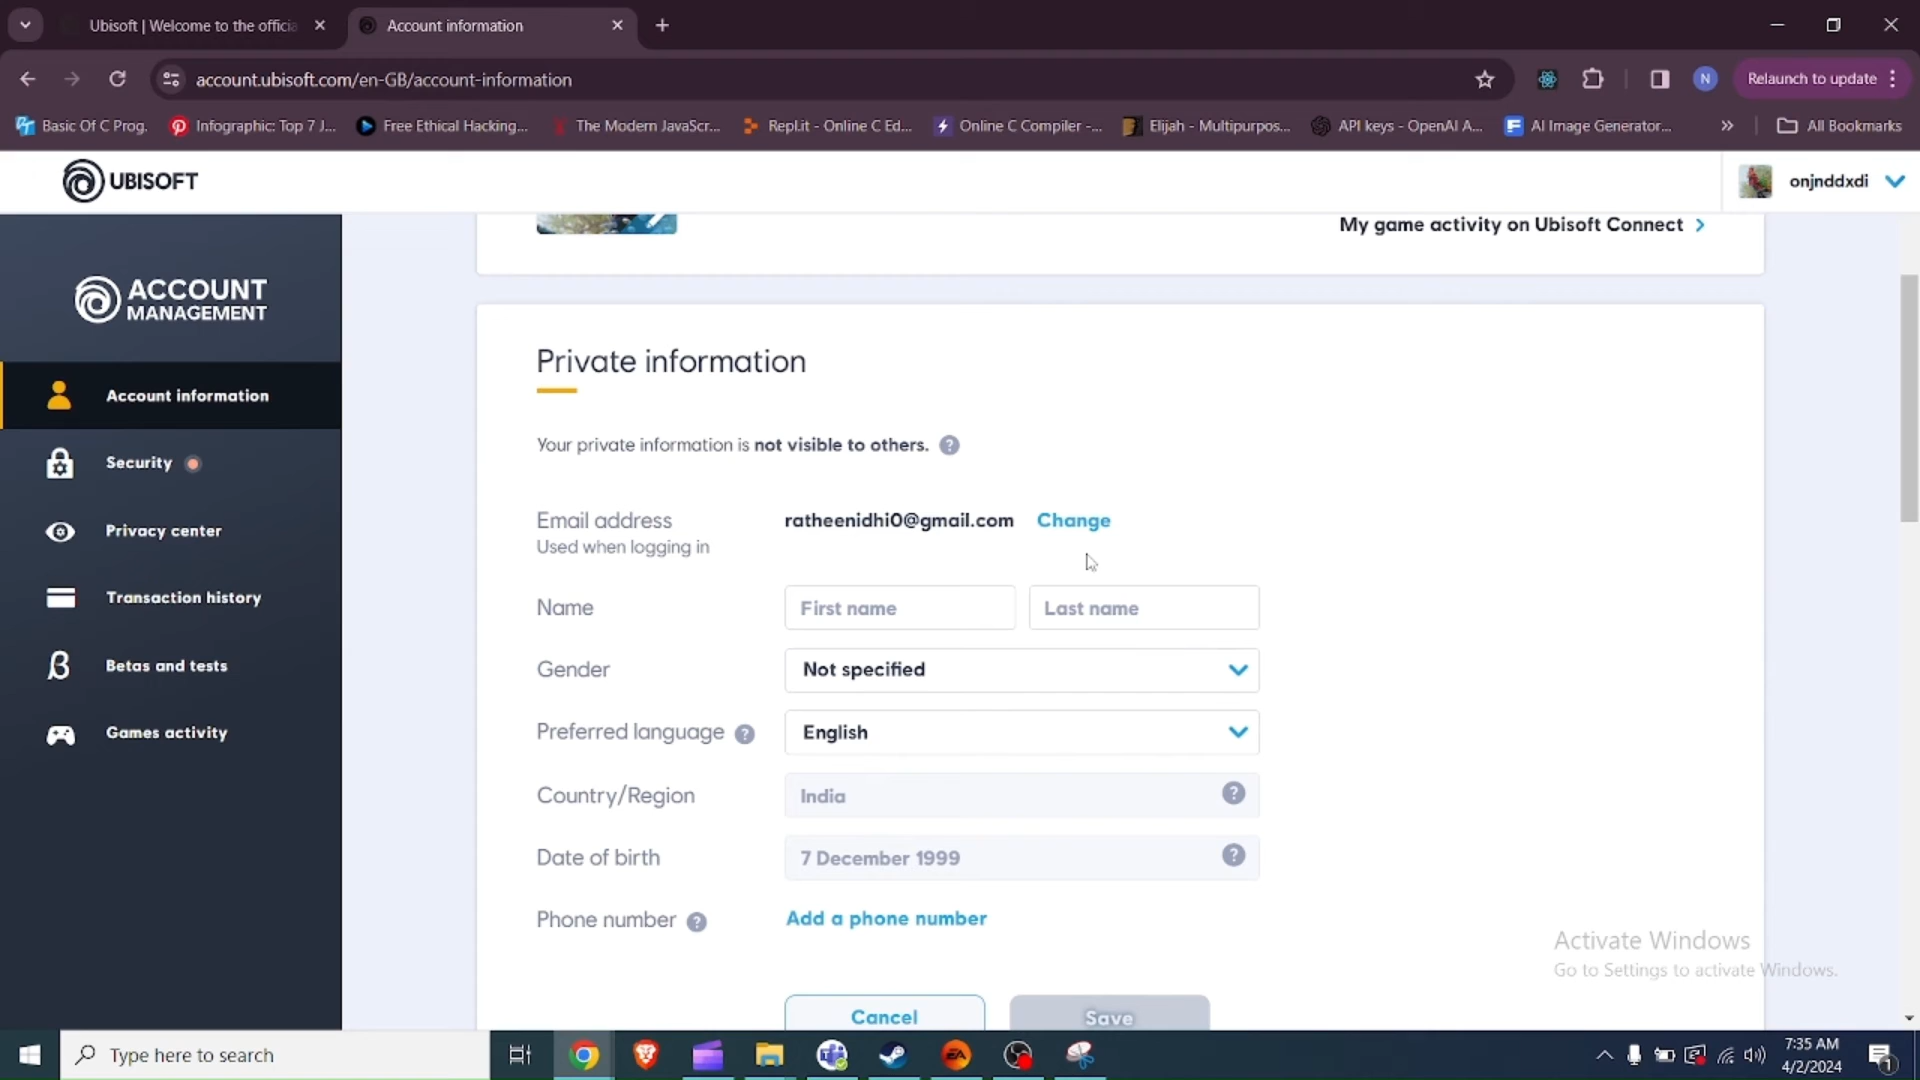 Ubisoft | Welcome to the officia
Account information
account.ubisoft.com/en-GB/account-information
N
Relaunch to update
Basic Of C Prog.
Infographic: Top 7 J...
Free Ethical Hacking...
The Modern JavaScr...
Repl.it - Online C Ed...
Online C Compiler -...
Elijah - Multipurpos...
API keys - OpenAI A...
AI Image Generator...
All Bookmarks
UBISOFT
onjnddxdi
My game activity on Ubisoft Connect
ACCOUNT
MANAGEMENT
Account information
Security
Privacy center
Transaction history
Betas and tests
Games activity
Private information
Your private information is not visible to others. ?
Email address
Used when logging in
ratheenidhi0@gmail.com Change
Name First name Last name
Gender Not specified
Preferred language ? English
Country/Region India ?
Date of birth 7 December 1999 ?
Phone number ? Add a phone number
Cancel Save
Activate Windows
Go to Settings to activate Windows.
Type here to search
EA
7:35 AM
4/2/2024
1